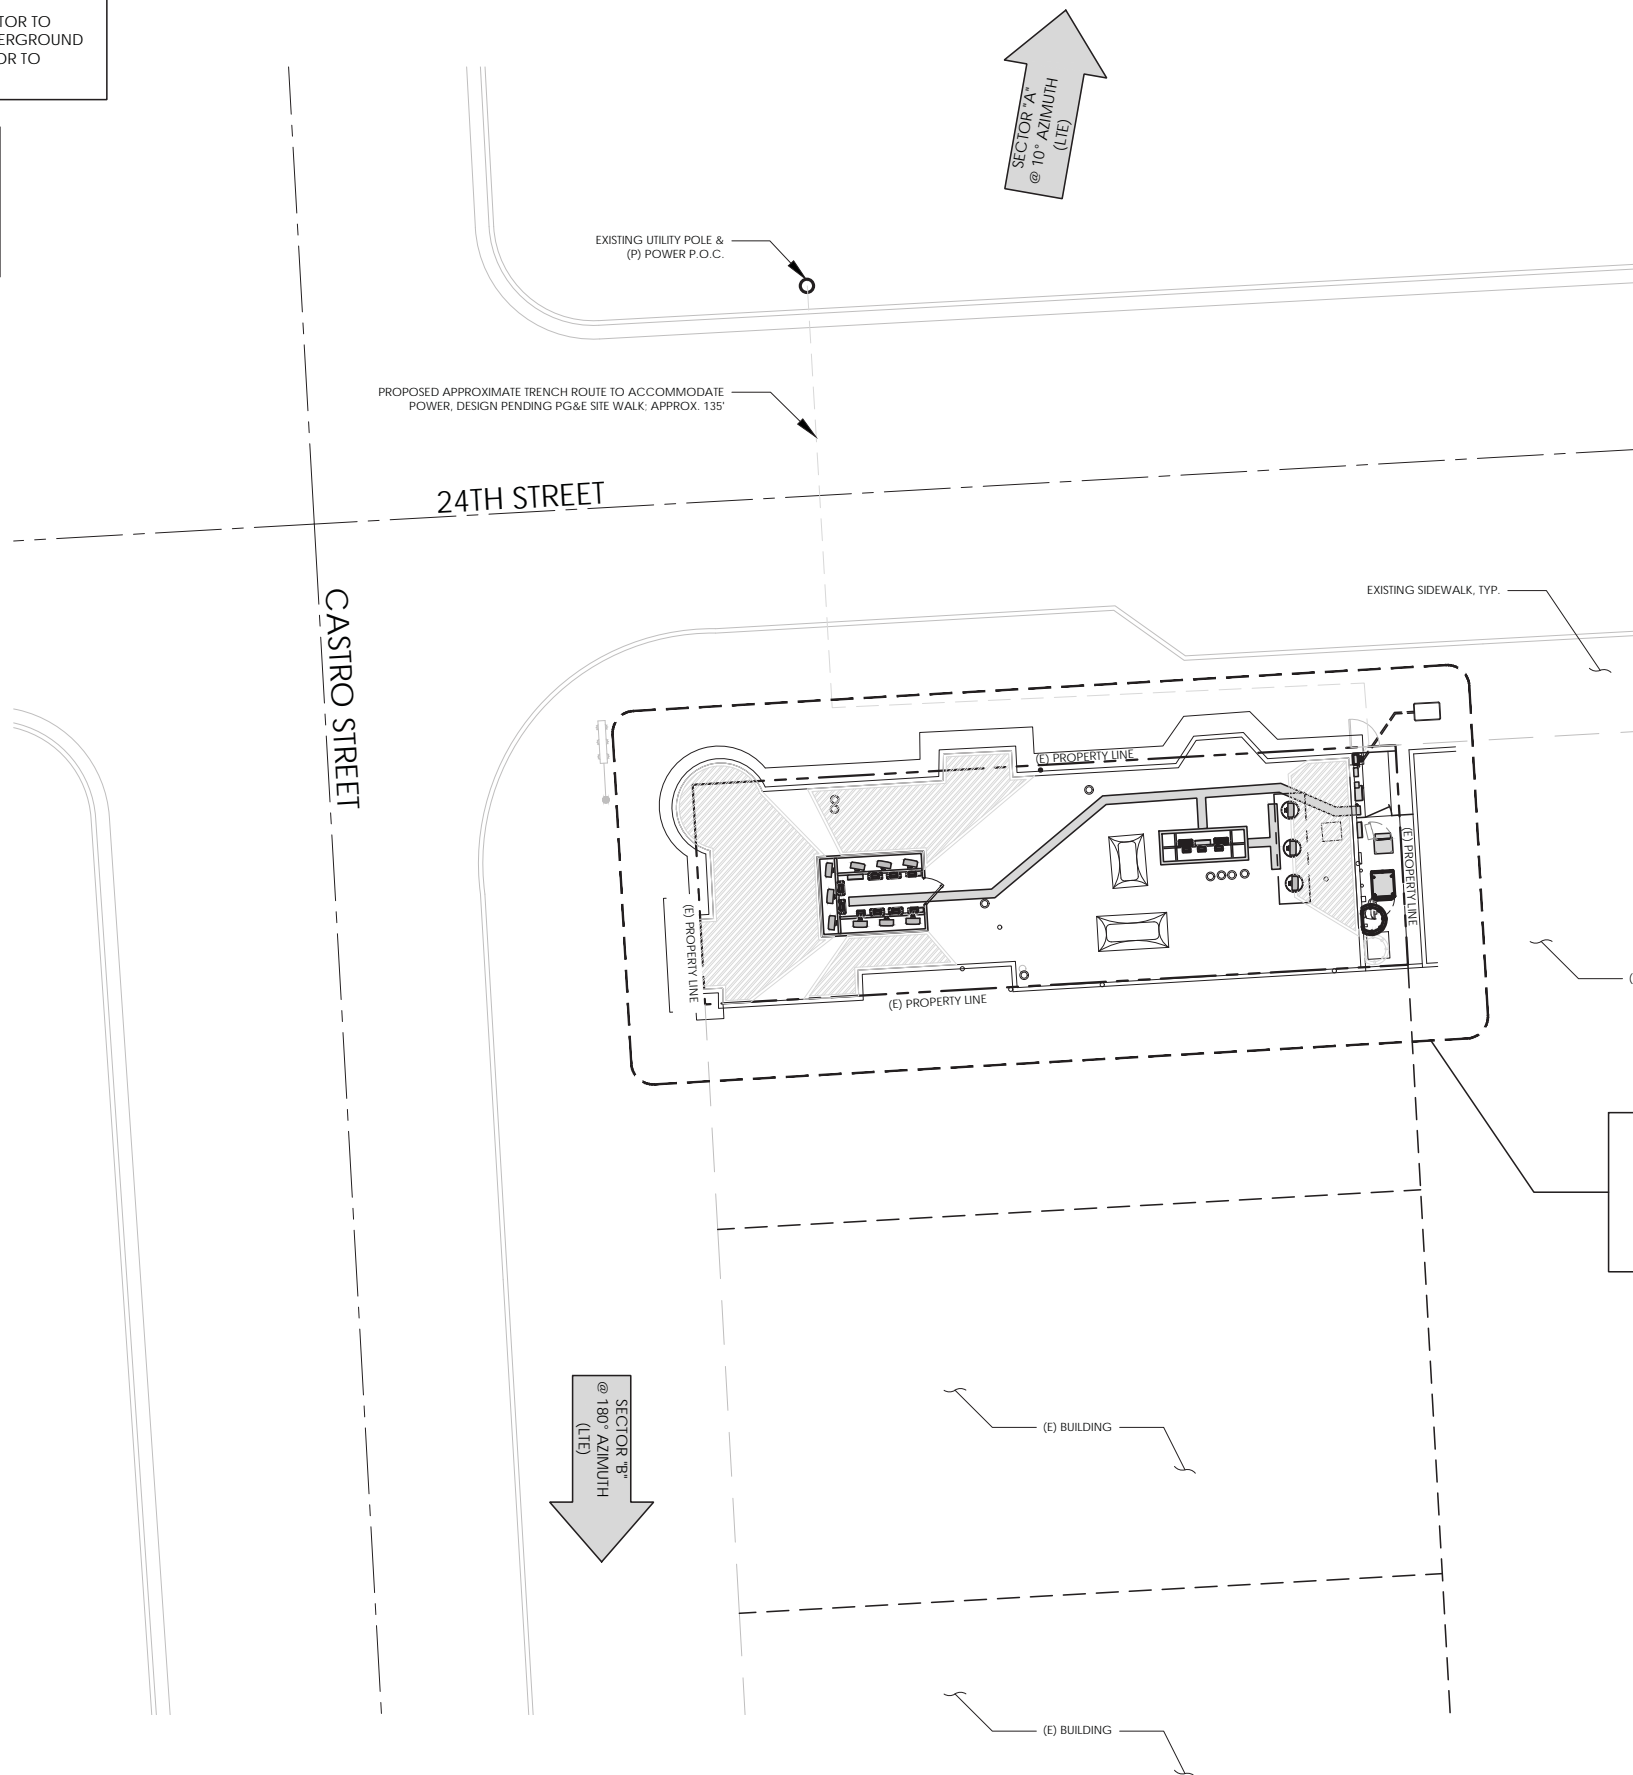 TOR TO
ERGROUND
OR TO
SECTOR "A"
@ 10° AZIMUTH
(LTE)
EXISTING UTILITY POLE &
(P) POWER P.O.C.
PROPOSED APPROXIMATE TRENCH ROUTE TO ACCOMMODATE
POWER, DESIGN PENDING PG&E SITE WALK; APPROX. 135'
24TH STREET
CASTRO STREET
EXISTING SIDEWALK, TYP.
(E) PROPERTY LINE
(E) PROPERTY LINE
(E) PROPERTY LINE
(E) PROPERTY LINE
(
SECTOR "B"
@ 180° AZIMUTH
(LTE)
(E) BUILDING
(E) BUILDING